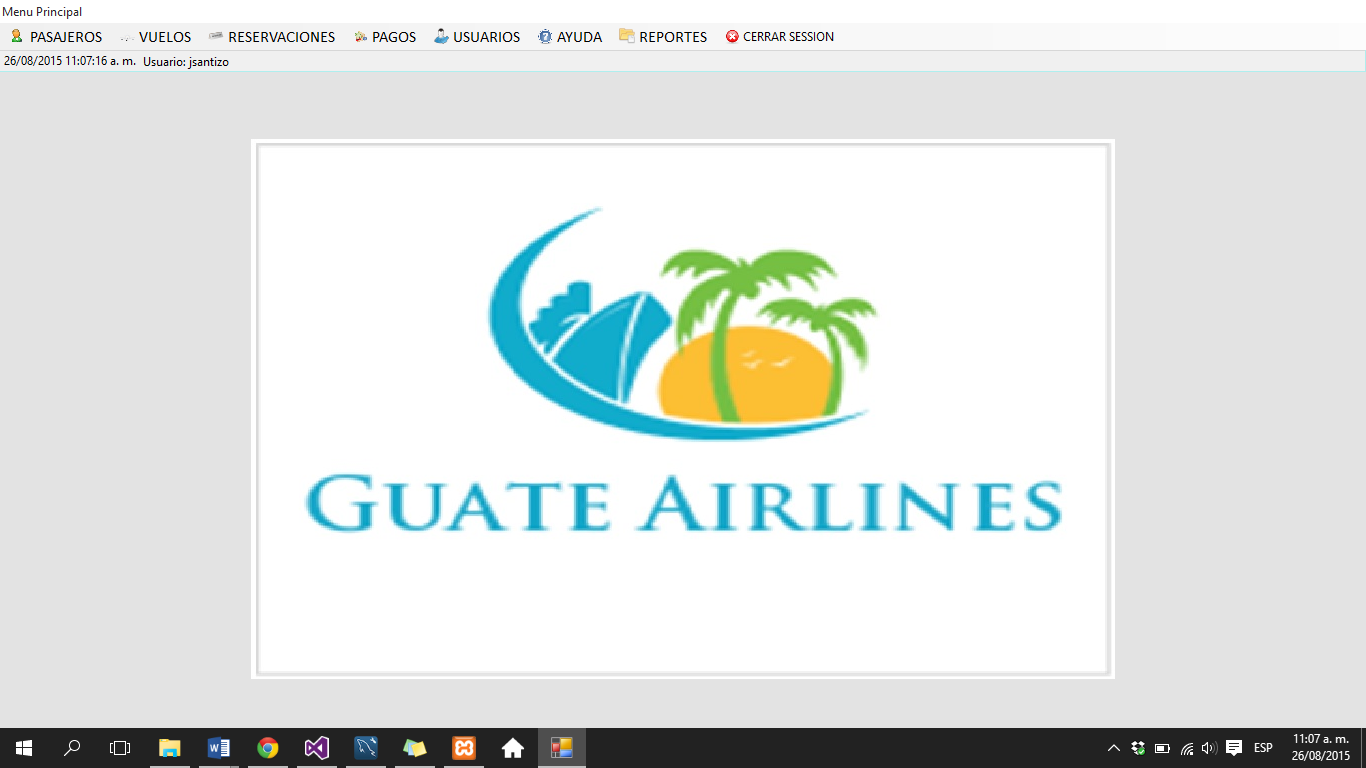 Menu Principal
PASAJEROS VUELOS RESERVACIONES PAGOS USUARIOS AYUDA REPORTES CERRAR SESSION
26/08/2015 11:07:16 a. m. Usuario: jsantizo
GUATE AIRLINES
ESP
11:07 a. m.
26/08/2015